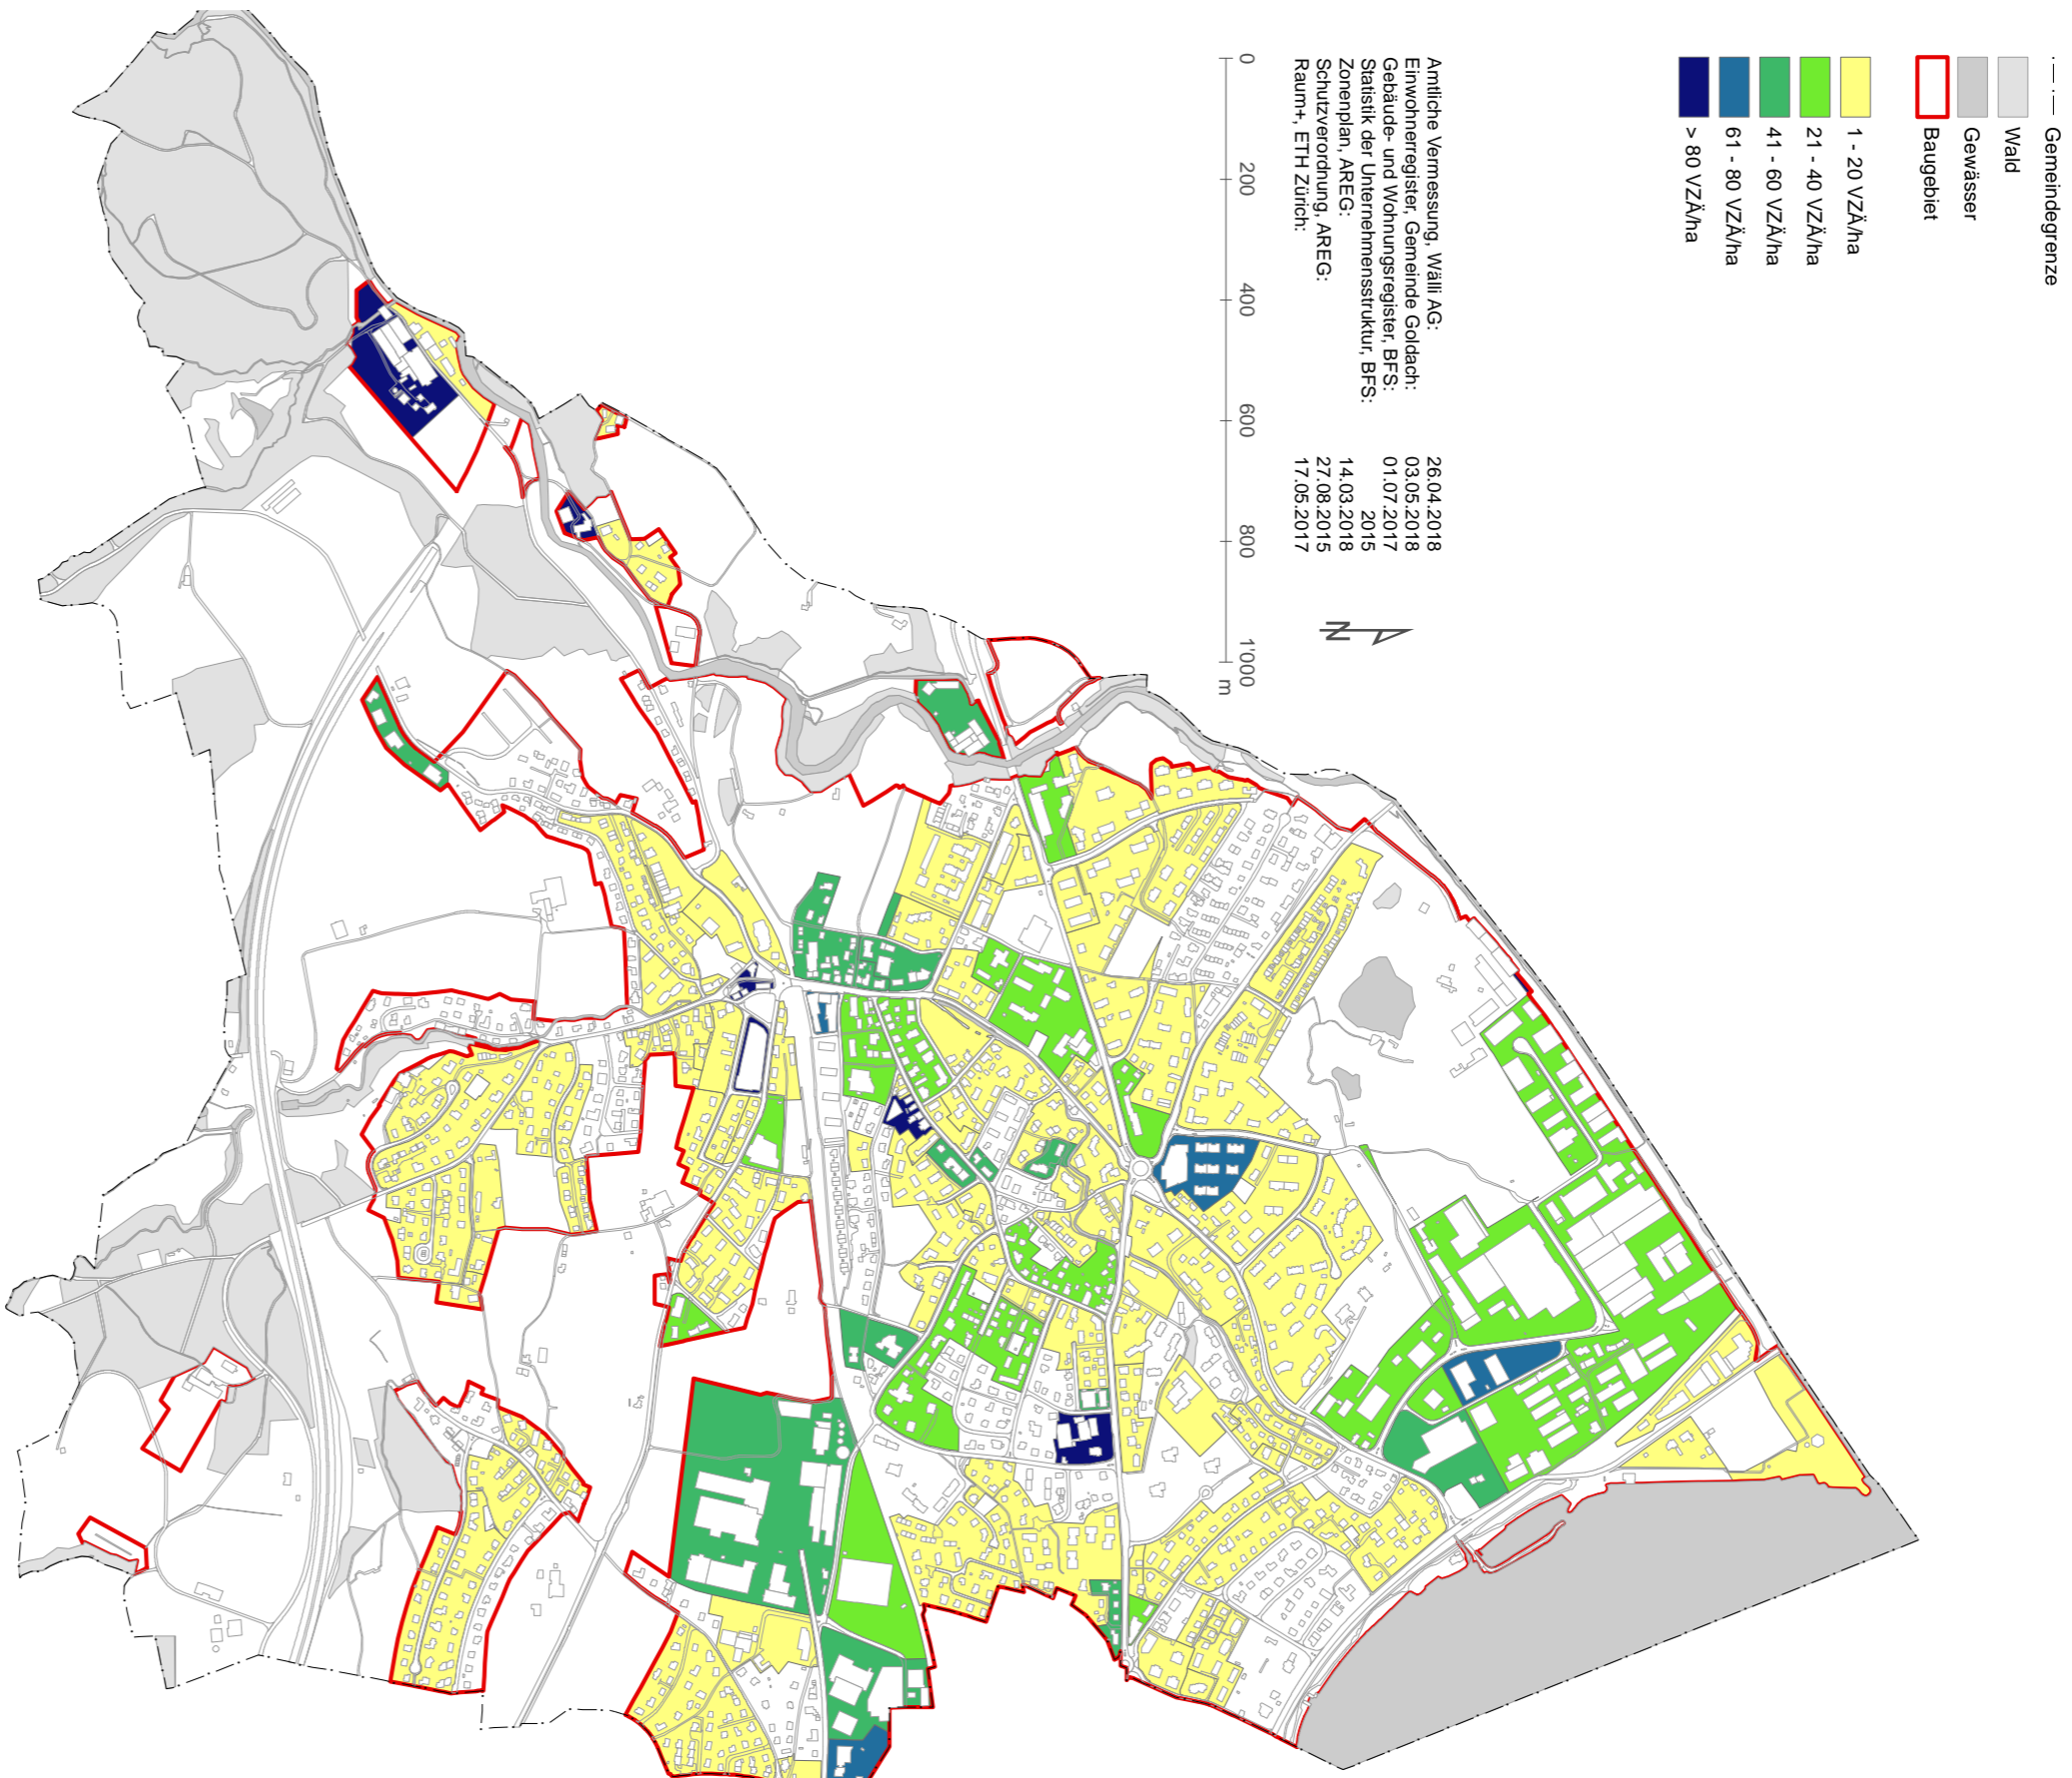 Gemeindegrenze
Wald
Gewässer
Baugebiet
1 - 20 VZÄ/ha
21 - 40 VZÄ/ha
41 - 60 VZÄ/ha
61 - 80 VZÄ/ha
> 80 VZÄ/ha
Amtliche Vermessung, Wälli AG: 26.04.2018
Einwohnerregister, Gemeinde Goldach: 03.05.2018
Gebäude- und Wohnungsregister, BFS: 01.07.2017
Statistik der Unternehmensstruktur, BFS: 2015
Zonenplan, AREG: 14.03.2018
Schutzverordnung, AREG: 27.08.2015
Raum+, ETH Zürich: 17.05.2017
0 200 400 600 800 1'000
m
N